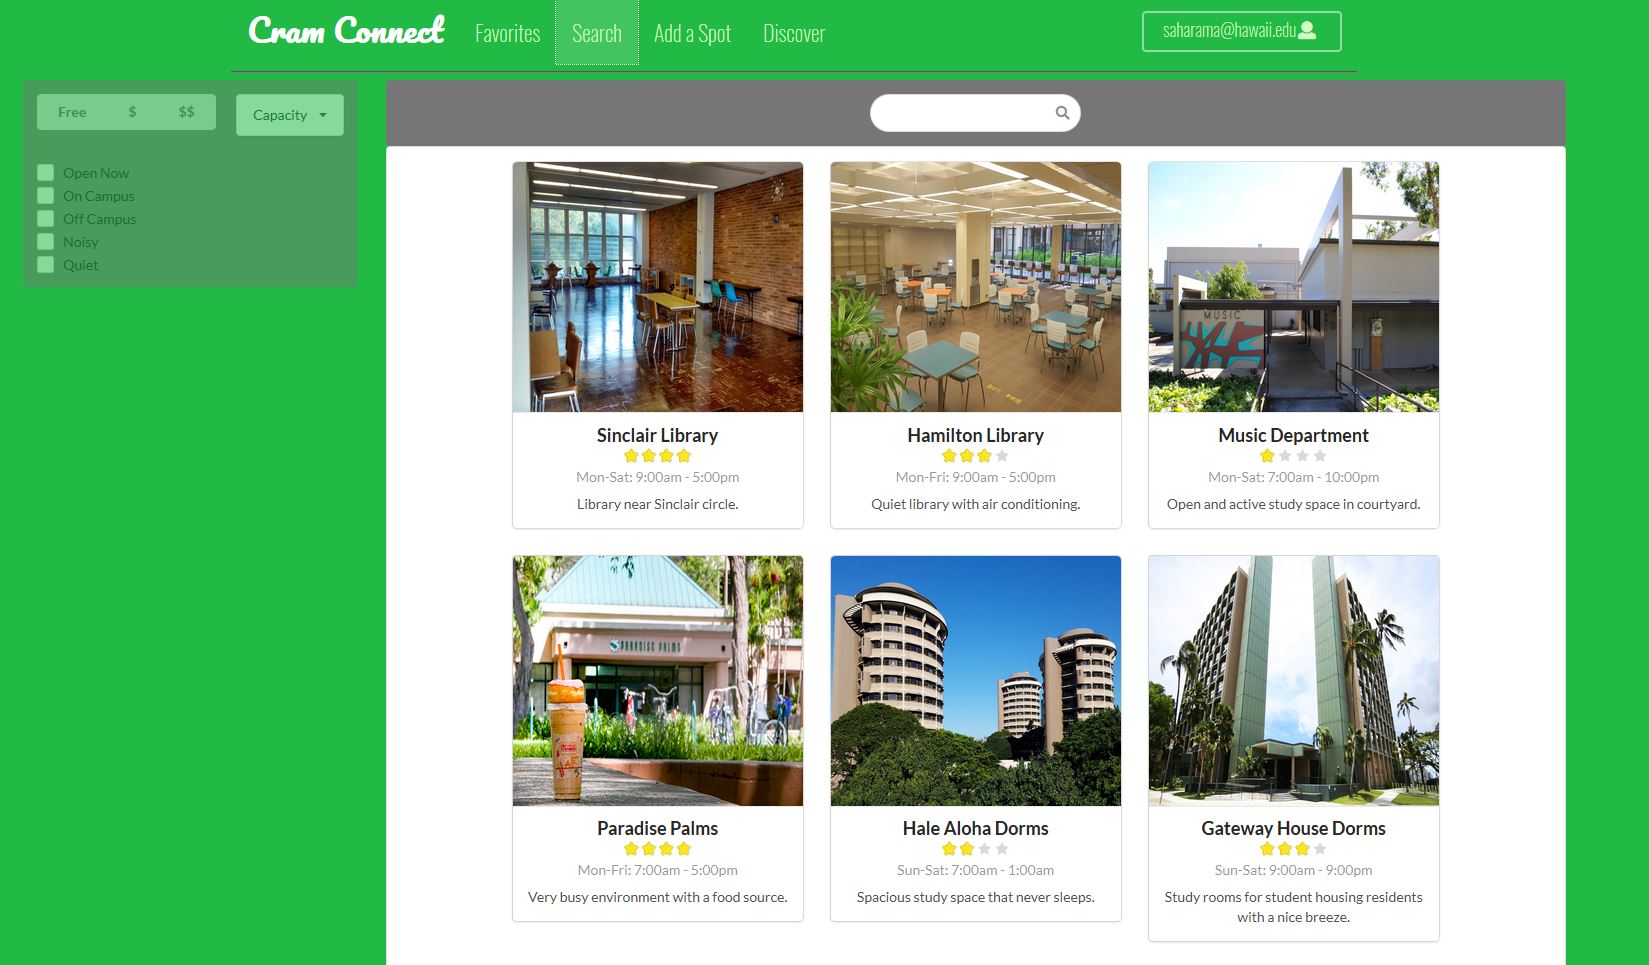 Cram Connect
Favorites
Search
Add a Spot
Discover
saharama@hawaii.edu
Free $ $$
Capacity
Open Now
On Campus
Off Campus
Noisy
Quiet
MUSIC
Sinclair Library
Mon-Sat: 9:00am - 5:00pm
Library near Sinclair circle.
Hamilton Library
Mon-Fri: 9:00am - 5:00pm
Quiet library with air conditioning.
Music Department
Mon-Sat: 7:00am - 10:00pm
Open and active study space in courtyard.
PARADISE PALMS
Paradise Palms
Mon-Fri: 7:00am - 5:00pm
Very busy environment with a food source.
Hale Aloha Dorms
Sun-Sat: 7:00am - 1:00am
Spacious study space that never sleeps.
Gateway House Dorms
Sun-Sat: 9:00am - 9:00pm
Study rooms for student housing residents
with a nice breeze.